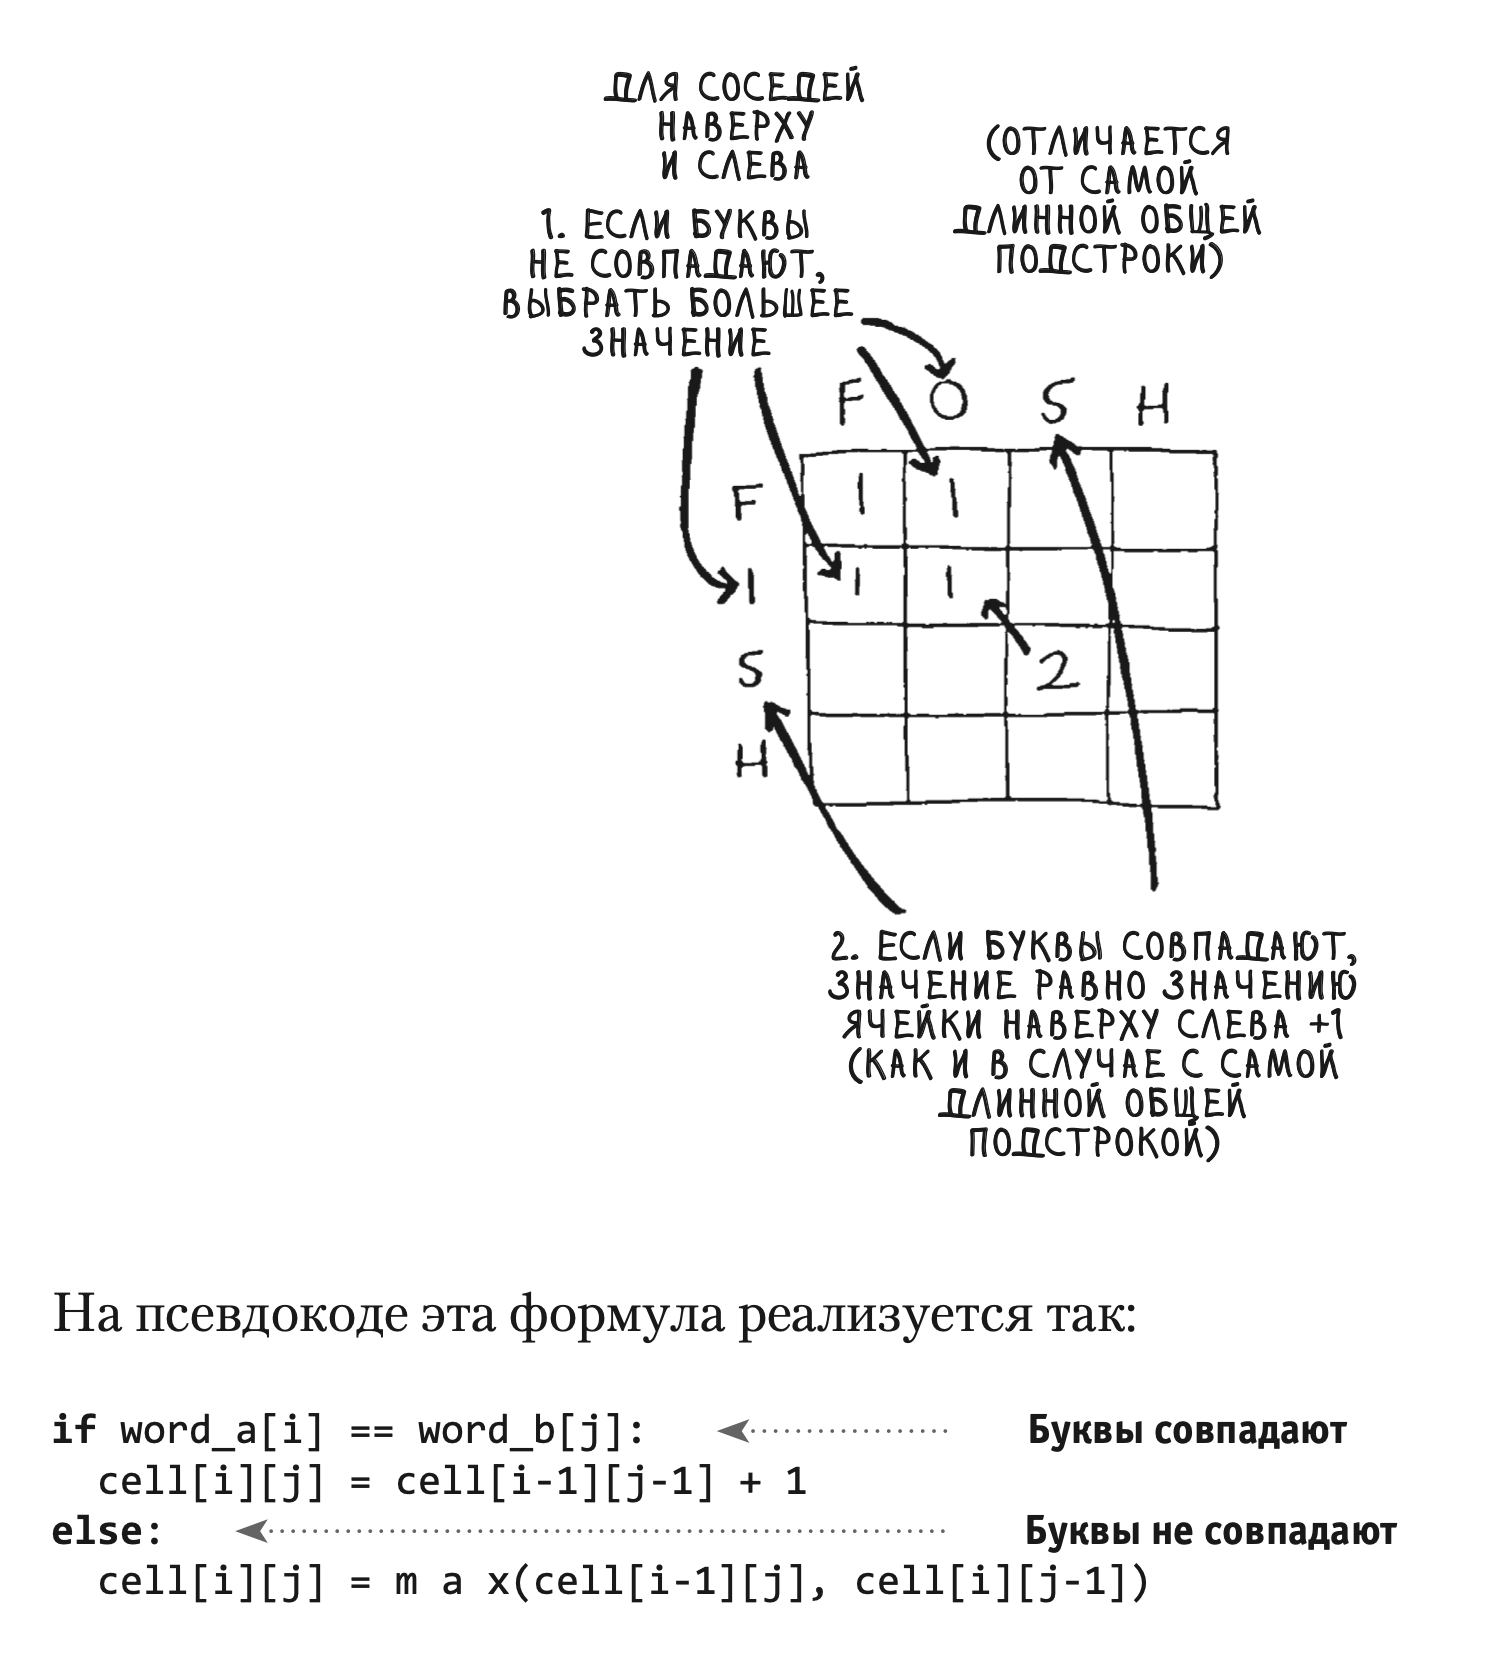 ДЛЯ СОСЕДЕЙ
НАВЕРХУ
И СЛЕВА
(ОТЛИЧАЕТСЯ
ОТ САМОЙ
ДЛИННОЙ ОБЩЕЙ
ПОДСТРОКИ)
1. ЕСЛИ БУКВЫ
НЕ СОВПАДАЮТ,
ВЫБРАТЬ БОЛЬШЕЕ
ЗНАЧЕНИЕ
F O S H
F 1 1
I 1 1
S 2
H
2. ЕСЛИ БУКВЫ СОВПАДАЮТ,
ЗНАЧЕНИЕ РАВНО ЗНАЧЕНИЮ
ЯЧЕЙКИ НАВЕРХУ СЛЕВА +1
(КАК И В СЛУЧАЕ С САМОЙ
ДЛИННОЙ ОБЩЕЙ
ПОДСТРОКОЙ)
На псевдокоде эта формула реализуется так:
if word_a[i] == word_b[j]: Буквы совпадают
cell[i][j] = cell[i-1][j-1] + 1
else: Буквы не совпадают
cell[i][j] = m a x(cell[i-1][j], cell[i][j-1])